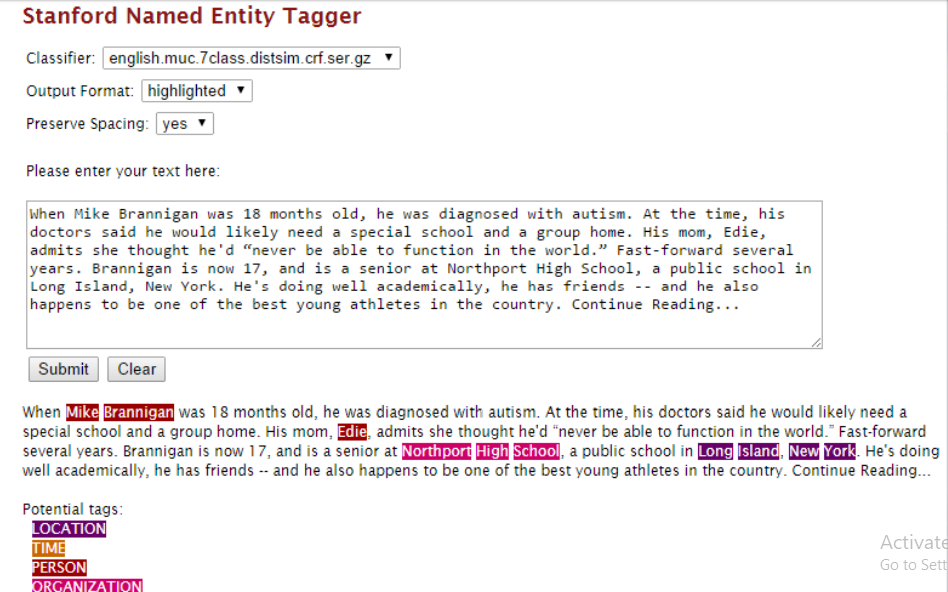 Stanford Named Entity Tagger
Classifier: english.muc.7class.distsim.crf.ser.gz
Output Format: highlighted
Preserve Spacing: yes
Please enter your text here:
When Mike Brannigan was 18 months old, he was diagnosed with autism. At the time, his
doctors said he would likely need a special school and a group home. His mom, Edie,
admits she thought he'd “never be able to function in the world.” Fast-forward several
years. Brannigan is now 17, and is a senior at Northport High School, a public school in
Long Island, New York. He's doing well academically, he has friends -- and he also
happens to be one of the best young athletes in the country. Continue Reading...
Submit Clear
When Mike Brannigan was 18 months old, he was diagnosed with autism. At the time, his doctors said he would likely need a
special school and a group home. His mom, Edie, admits she thought he'd “never be able to function in the world.” Fast-forward
several years. Brannigan is now 17, and is a senior at Northport High School, a public school in Long Island, New York. He's doing
well academically, he has friends -- and he also happens to be one of the best young athletes in the country. Continue Reading...
Potential tags:
LOCATION
TIME
PERSON
ORGANIZATION
Activate
Go to Sett